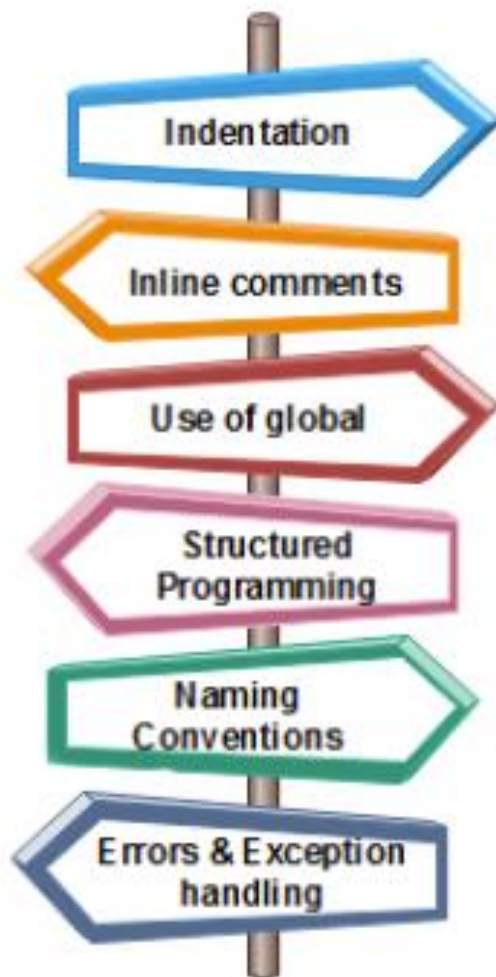 Indentation
Inline comments
Use of global
Structured
Programming
Naming
Conventions
Errors & Exception
handling